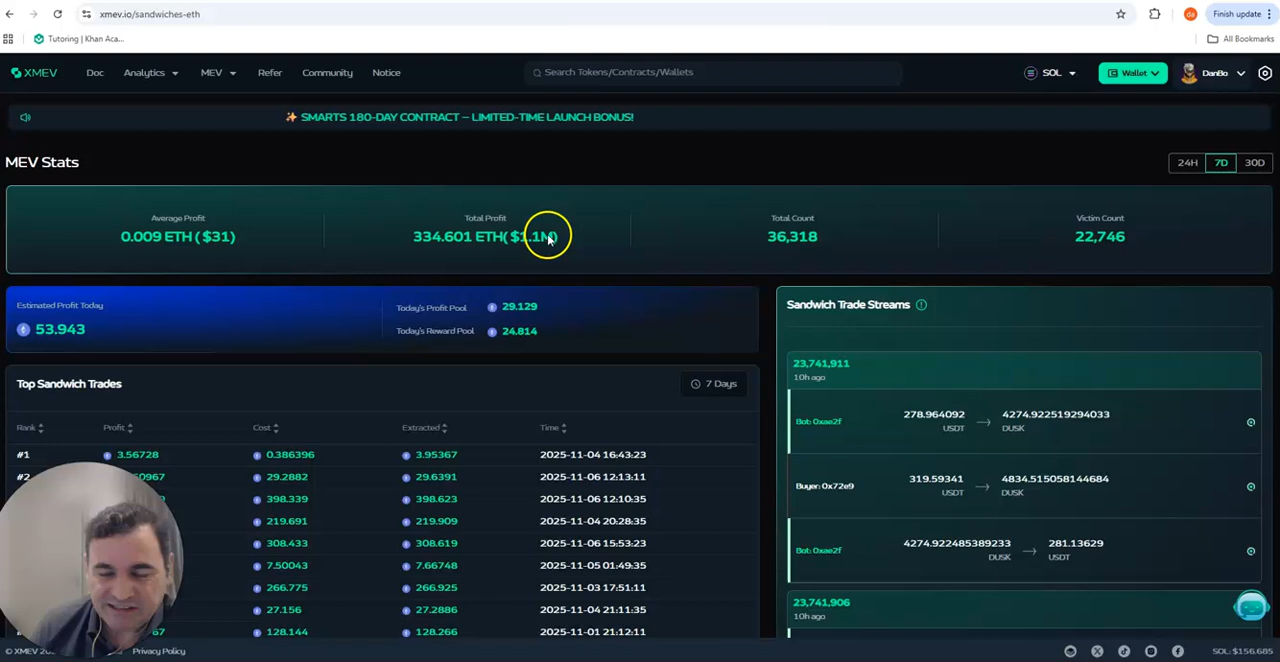 xmev.io/sandwiches-eth
da
Finish update
Tutoring | Khan Aca...
All Bookmarks
XMEV Doc Analytics MEV Refer Community Notice
Search Tokens/Contracts/Wallets
SOL Wallet DanBo
✨ SMARTS 180-DAY CONTRACT – LIMITED-TIME LAUNCH BONUS!
MEV Stats
24H 7D 30D
Average Profit Total Profit Total Count Victim Count
0.009 ETH ( $31) 334.601 ETH( $1.1M) 36,318 22,746
Estimated Profit Today
53.943
Today's Profit Pool 29.129
Today's Reward Pool 24.814
Top Sandwich Trades
7 Days
Rank Profit Cost Extracted Time
#1 3.56728 0.386396 3.95367 2025-11-04 16:43:23
#2 29.2882 29.6391 2025-11-06 12:13:11
398.339 398.623 2025-11-06 12:10:35
219.691 219.909 2025-11-04 20:28:35
308.433 308.619 2025-11-06 15:53:23
7.50043 7.66748 2025-11-05 01:49:35
266.775 266.925 2025-11-03 17:51:11
27.156 27.2886 2025-11-04 21:11:35
128.144 128.266 2025-11-01 21:12:11
Sandwich Trade Streams
23,741,911
10h ago
Bot: 0xae2f 278.964092 → 4274.922519294033
USDT DUSK
Buyer: 0x72e9 319.59341 → 4834.515058144684
USDT DUSK
Bot: 0xae2f 4274.922485389233 → 281.13629
DUSK USDT
23,741,906
10h ago
© XMEV
Privacy Policy
SOL: $156.685